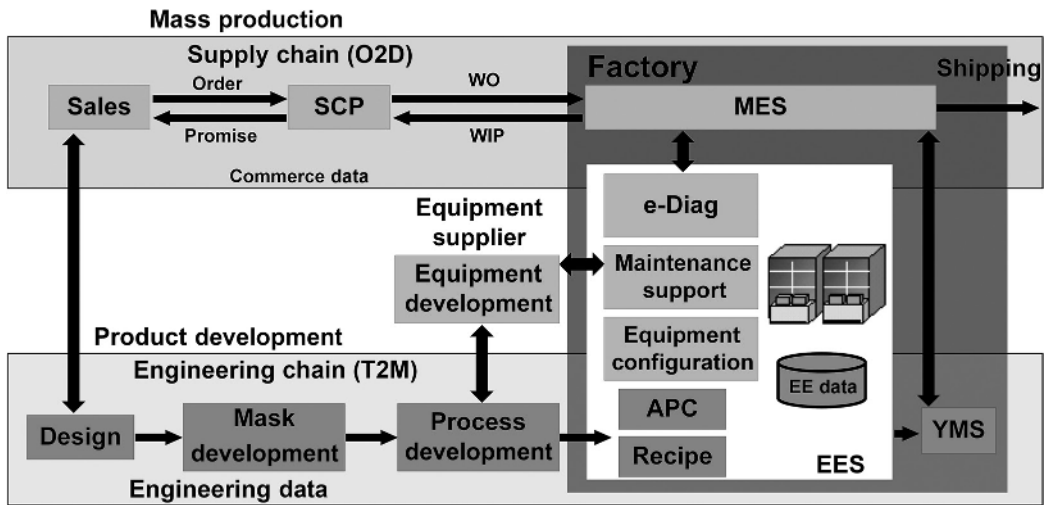 Mass production
Supply chain (O2D)
Factory
Shipping
Order
WO
Sales
SCP
MES
Promise
WIP
Commerce data
e-Diag
Equipment
supplier
Equipment
development
Maintenance
support
Equipment
configuration
Product development
Engineering chain (T2M)
EE data
APC
Design
Mask
development
Process
development
YMS
Recipe
EES
Engineering data